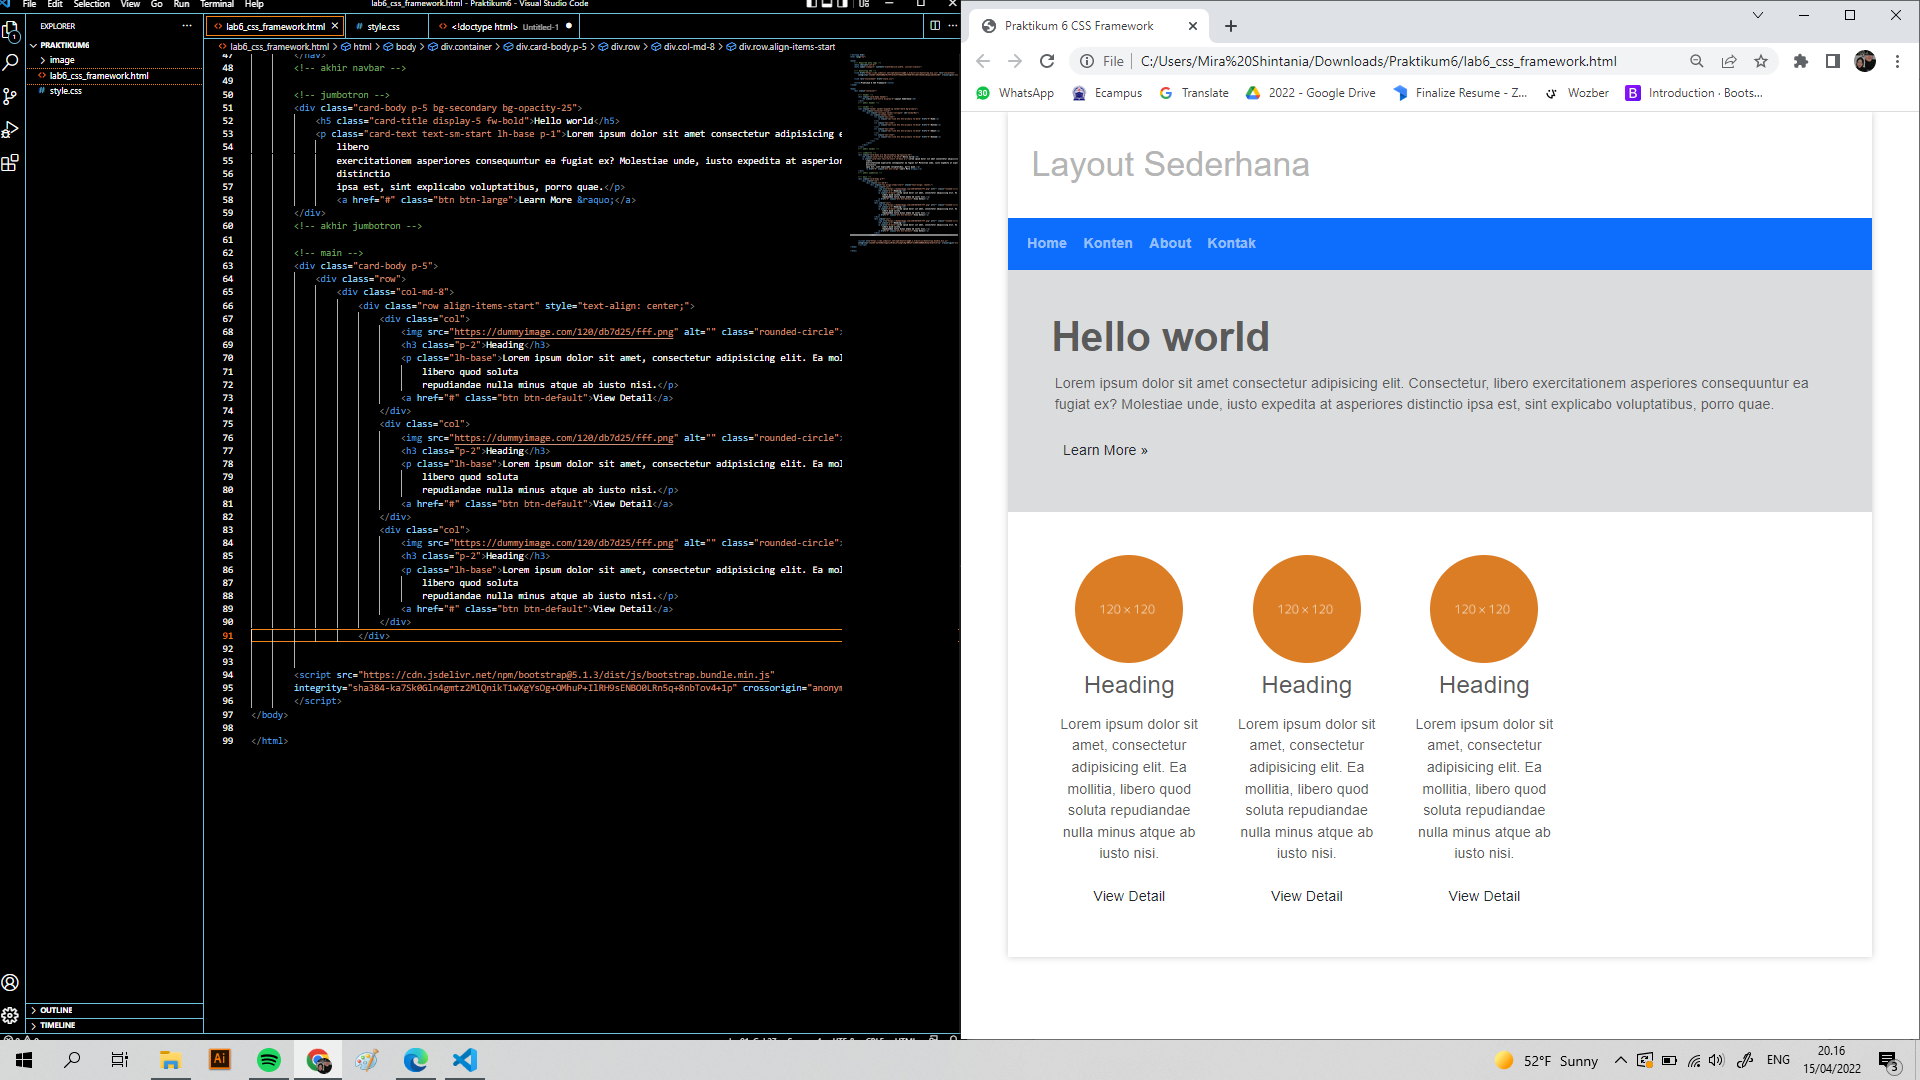 File Edit Selection View Go Run Terminal Help
lab6_css_framework.html - Praktikum6 - Visual Studio Code
EXPLORER
PRAKTIKUM6
image
lab6_css_framework.html
style.css
OUTLINE
TIMELINE
lab6_css_framework.html
style.css
<!doctype html> Untitled-1
lab6_css_framework.html > html > body > div.container > div.card-body.p-5 > div.row > div.col-md-8 > div.row.align-items-start
47 </nav>
48 <!-- akhir navbar -->
49
50 <!-- jumbotron -->
51 <div class="card-body p-5 bg-secondary bg-opacity-25">
52 <h5 class="card-title display-5 fw-bold">Hello world</h5>
53 <p class="card-text text-sm-start lh-base p-1">Lorem ipsum dolor sit amet consectetur adipisicing e
54 libero
55 exercitationem asperiores consequuntur ea fugiat ex? Molestiae unde, iusto expedita at asperior
56 distinctio
57 ipsa est, sint explicabo voluptatibus, porro quae.</p>
58 <a href="#" class="btn btn-large">Learn More &raquo;</a>
59 </div>
60 <!-- akhir jumbotron -->
61
62 <!-- main -->
63 <div class="card-body p-5">
64 <div class="row">
65 <div class="col-md-8">
66 <div class="row align-items-start" style="text-align: center;">
67 <div class="col">
68 <img src="https://dummyimage.com/120/db7d25/fff.png" alt="" class="rounded-circle">
69 <h3 class="p-2">Heading</h3>
70 <p class="lh-base">Lorem ipsum dolor sit amet, consectetur adipisicing elit. Ea mol
71 libero quod soluta
72 repudiandae nulla minus atque ab iusto nisi.</p>
73 <a href="#" class="btn btn-default">View Detail</a>
74 </div>
75 <div class="col">
76 <img src="https://dummyimage.com/120/db7d25/fff.png" alt="" class="rounded-circle">
77 <h3 class="p-2">Heading</h3>
78 <p class="lh-base">Lorem ipsum dolor sit amet, consectetur adipisicing elit. Ea mol
79 libero quod soluta
80 repudiandae nulla minus atque ab iusto nisi.</p>
81 <a href="#" class="btn btn-default">View Detail</a>
82 </div>
83 <div class="col">
84 <img src="https://dummyimage.com/120/db7d25/fff.png" alt="" class="rounded-circle">
85 <h3 class="p-2">Heading</h3>
86 <p class="lh-base">Lorem ipsum dolor sit amet, consectetur adipisicing elit. Ea mol
87 libero quod soluta
88 repudiandae nulla minus atque ab iusto nisi.</p>
89 <a href="#" class="btn btn-default">View Detail</a>
90 </div>
91 </div>
92
93
94 <script src="https://cdn.jsdelivr.net/npm/bootstrap@5.1.3/dist/js/bootstrap.bundle.min.js"
95 integrity="sha384-ka7Sk0Gln4gmtz2MlQnikT1wXgYsOg+OMhuP+IlRH9sENBO0LRn5q+8nbTov4+1p" crossorigin="anonym
96 </script>
97 </body>
98
99 </html>
Praktikum 6 CSS Framework
File C:/Users/Mira%20Shintania/Downloads/Praktikum6/lab6_css_framework.html
30 WhatsApp Ecampus Translate 2022 - Google Drive Finalize Resume - Z... Wozber Introduction · Boots...
Layout Sederhana
Home Konten About Kontak
Hello world
Lorem ipsum dolor sit amet consectetur adipisicing elit. Consectetur, libero exercitationem asperiores consequuntur ea
fugiat ex? Molestiae unde, iusto expedita at asperiores distinctio ipsa est, sint explicabo voluptatibus, porro quae.
Learn More »
120 × 120 120 × 120 120 × 120
Heading
Lorem ipsum dolor sit
amet, consectetur
adipisicing elit. Ea
mollitia, libero quod
soluta repudiandae
nulla minus atque ab
iusto nisi.
View Detail
Heading
Lorem ipsum dolor sit
amet, consectetur
adipisicing elit. Ea
mollitia, libero quod
soluta repudiandae
nulla minus atque ab
iusto nisi.
View Detail
Heading
Lorem ipsum dolor sit
amet, consectetur
adipisicing elit. Ea
mollitia, libero quod
soluta repudiandae
nulla minus atque ab
iusto nisi.
View Detail
Ai
52°F Sunny
ENG
20.16
15/04/2022
3